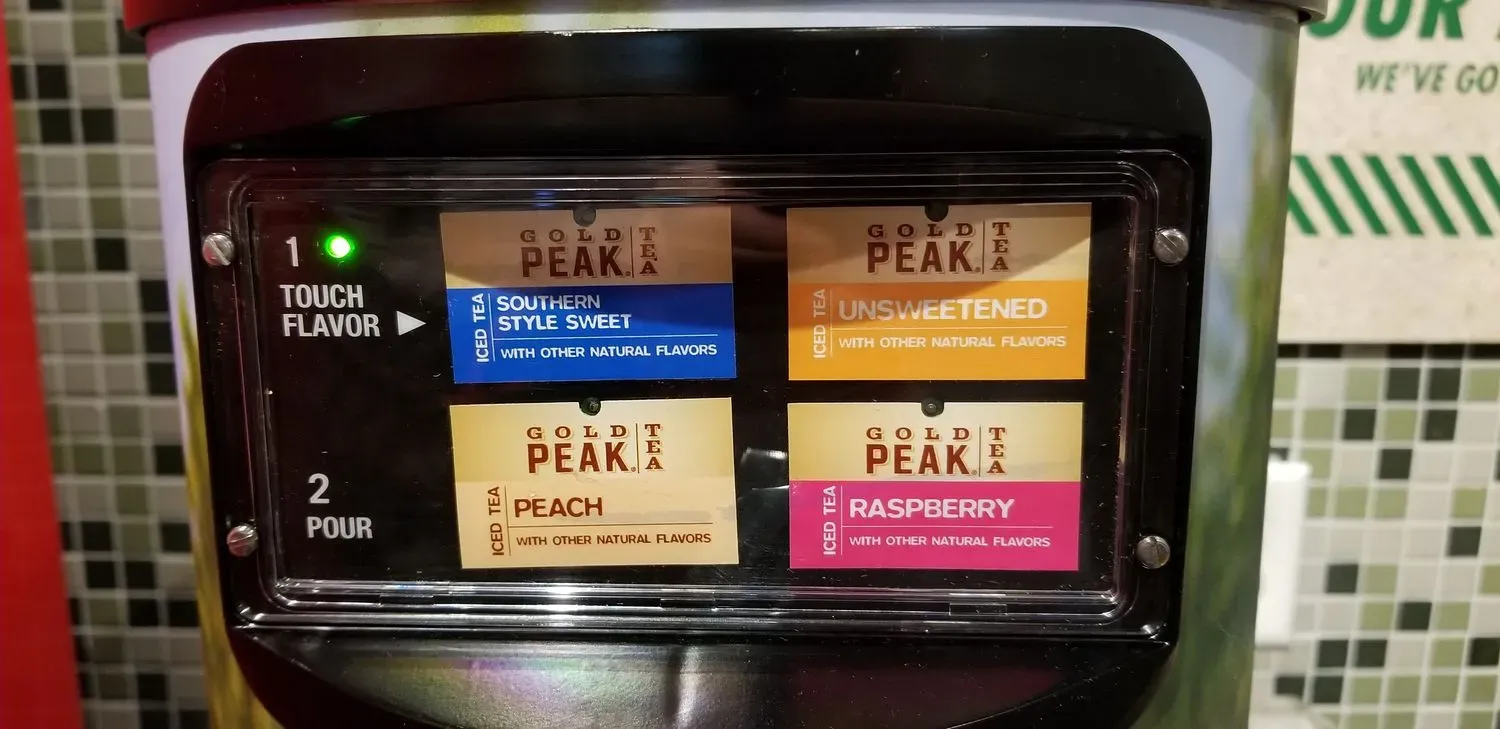 1
TOUCH
FLAVOR
2
POUR
GOLD
PEAK®
TEA
ICED TEA
SOUTHERN
STYLE SWEET
WITH OTHER NATURAL FLAVORS
GOLD
PEAK®
TEA
ICED TEA
UNSWEETENED
WITH OTHER NATURAL FLAVORS
GOLD
PEAK®
TEA
ICED TEA
PEACH
WITH OTHER NATURAL FLAVORS
GOLD
PEAK®
TEA
ICED TEA
RASPBERRY
WITH OTHER NATURAL FLAVORS
WE'VE GO